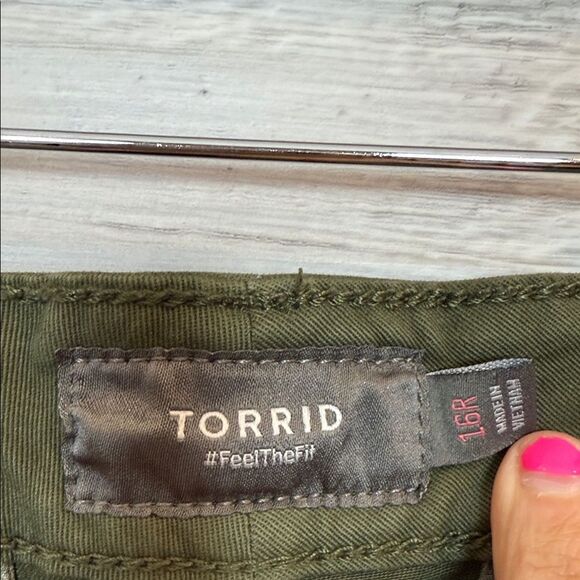 TORRID
#FeelTheFit
16R
MADE IN
VIETNAM